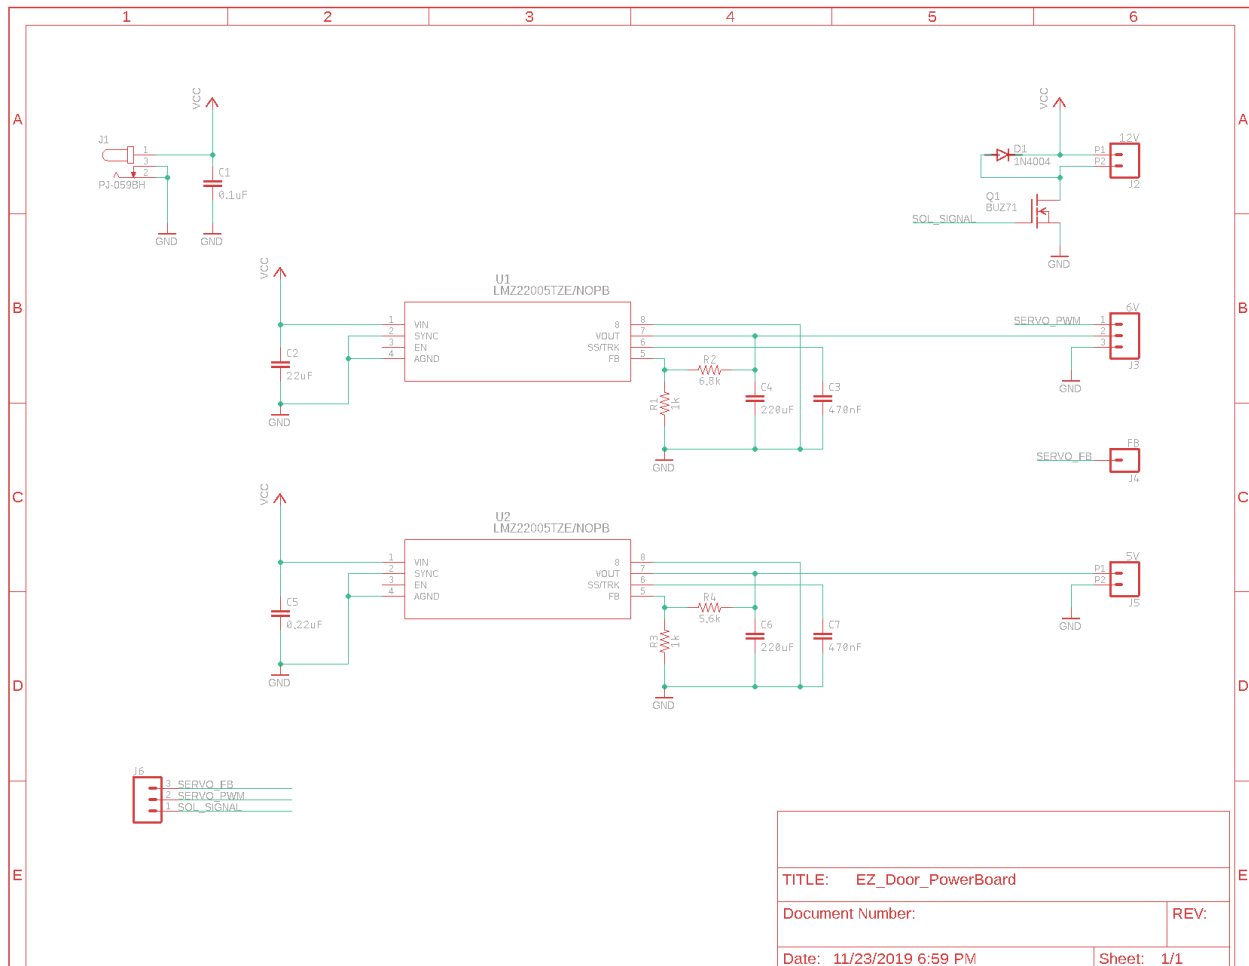 1 2 3 4 5 6
A A
VCC
J1
1
3
2
PJ-059BH
C1
0.1uF
GND GND
VCC
12V
D1
1N4004
P1
P2
J2
Q1
BUZ71
SOL_SIGNAL
GND
B B
VCC
U1
LMZ22005TZE/NOPB
1 VIN 8 8
2 SYNC VOUT 7
3 EN SS/TRK 6
4 AGND FB 5
C2
22uF
GND
R2
6.8k
R1
1k
C4
220uF
C3
470nF
GND
6V
SERVO_PWM 1
2
3
J3
GND
FB
SERVO_FB
J4
C C
VCC
U2
LMZ22005TZE/NOPB
1 VIN 8 8
2 SYNC VOUT 7
3 EN SS/TRK 6
4 AGND FB 5
C5
0.22uF
GND
R4
5.6k
R3
1k
C6
220uF
C7
470nF
GND
5V
P1
P2
J5
GND
D D
J6
3 SERVO_FB
2 SERVO_PWM
1 SOL_SIGNAL
E E
TITLE: EZ_Door_PowerBoard
Document Number:
REV:
Date: 11/23/2019 6:59 PM
Sheet: 1/1